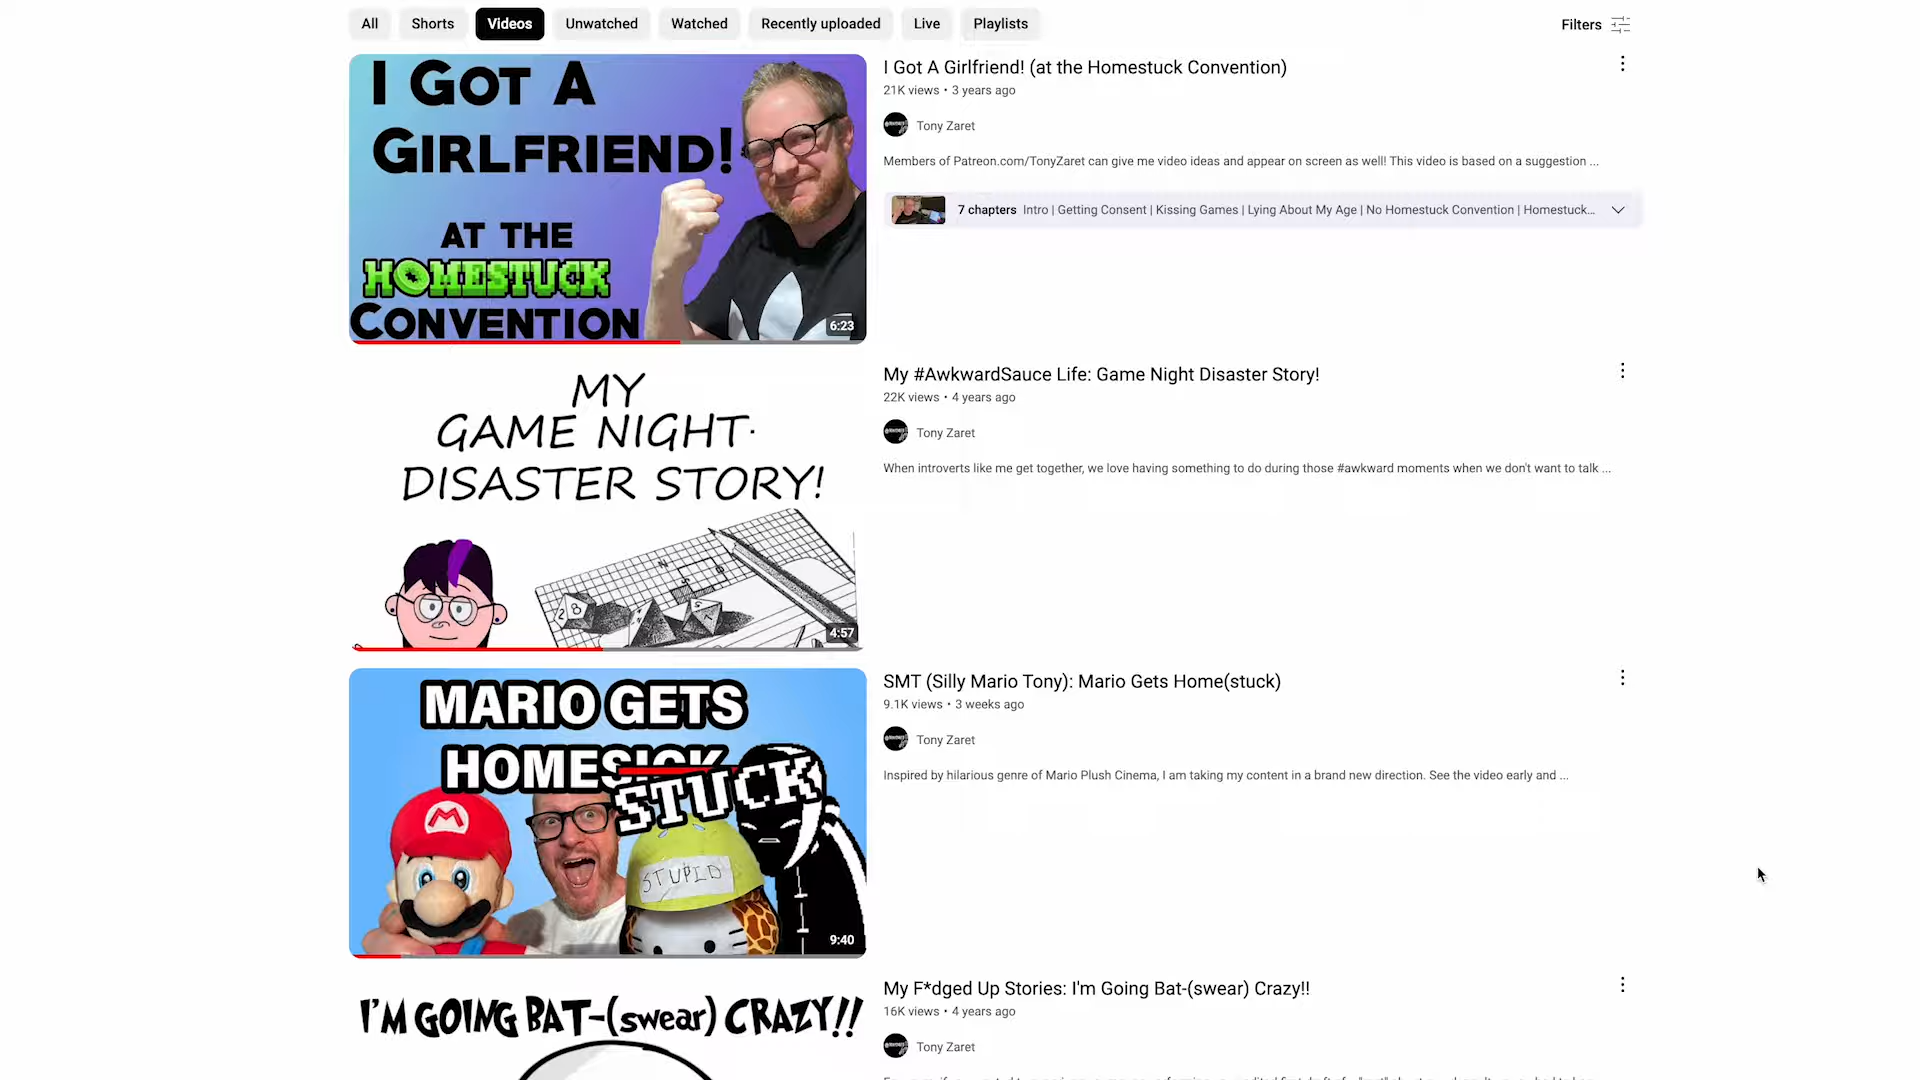 All
Shorts
Videos
Unwatched
Watched
Recently uploaded
Live
Playlists
Filters
I GOT A
GIRLFRIEND!
AT THE
HOMESTUCK
CONVENTION
6:23
I Got A Girlfriend! (at the Homestuck Convention)
21K views • 3 years ago
Tony Zaret
Members of Patreon.com/TonyZaret can give me video ideas and appear on screen as well! This video is based on a suggestion ...
7 chapters Intro | Getting Consent | Kissing Games | Lying About My Age | No Homestuck Convention | Homestuck...
MY
GAME NIGHT
DISASTER STORY!
4:57
My #AwkwardSauce Life: Game Night Disaster Story!
22K views • 4 years ago
Tony Zaret
When introverts like me get together, we love having something to do during those #awkward moments when we don't want to talk ...
MARIO GETS
HOMESICK
STUCK
STUPID
9:40
SMT (Silly Mario Tony): Mario Gets Home(stuck)
9.1K views • 3 weeks ago
Tony Zaret
Inspired by hilarious genre of Mario Plush Cinema, I am taking my content in a brand new direction. See the video early and ...
I'M GOING BAT-(swear) CRAZY!!
My F*dged Up Stories: I'm Going Bat-(swear) Crazy!!
16K views • 4 years ago
Tony Zaret